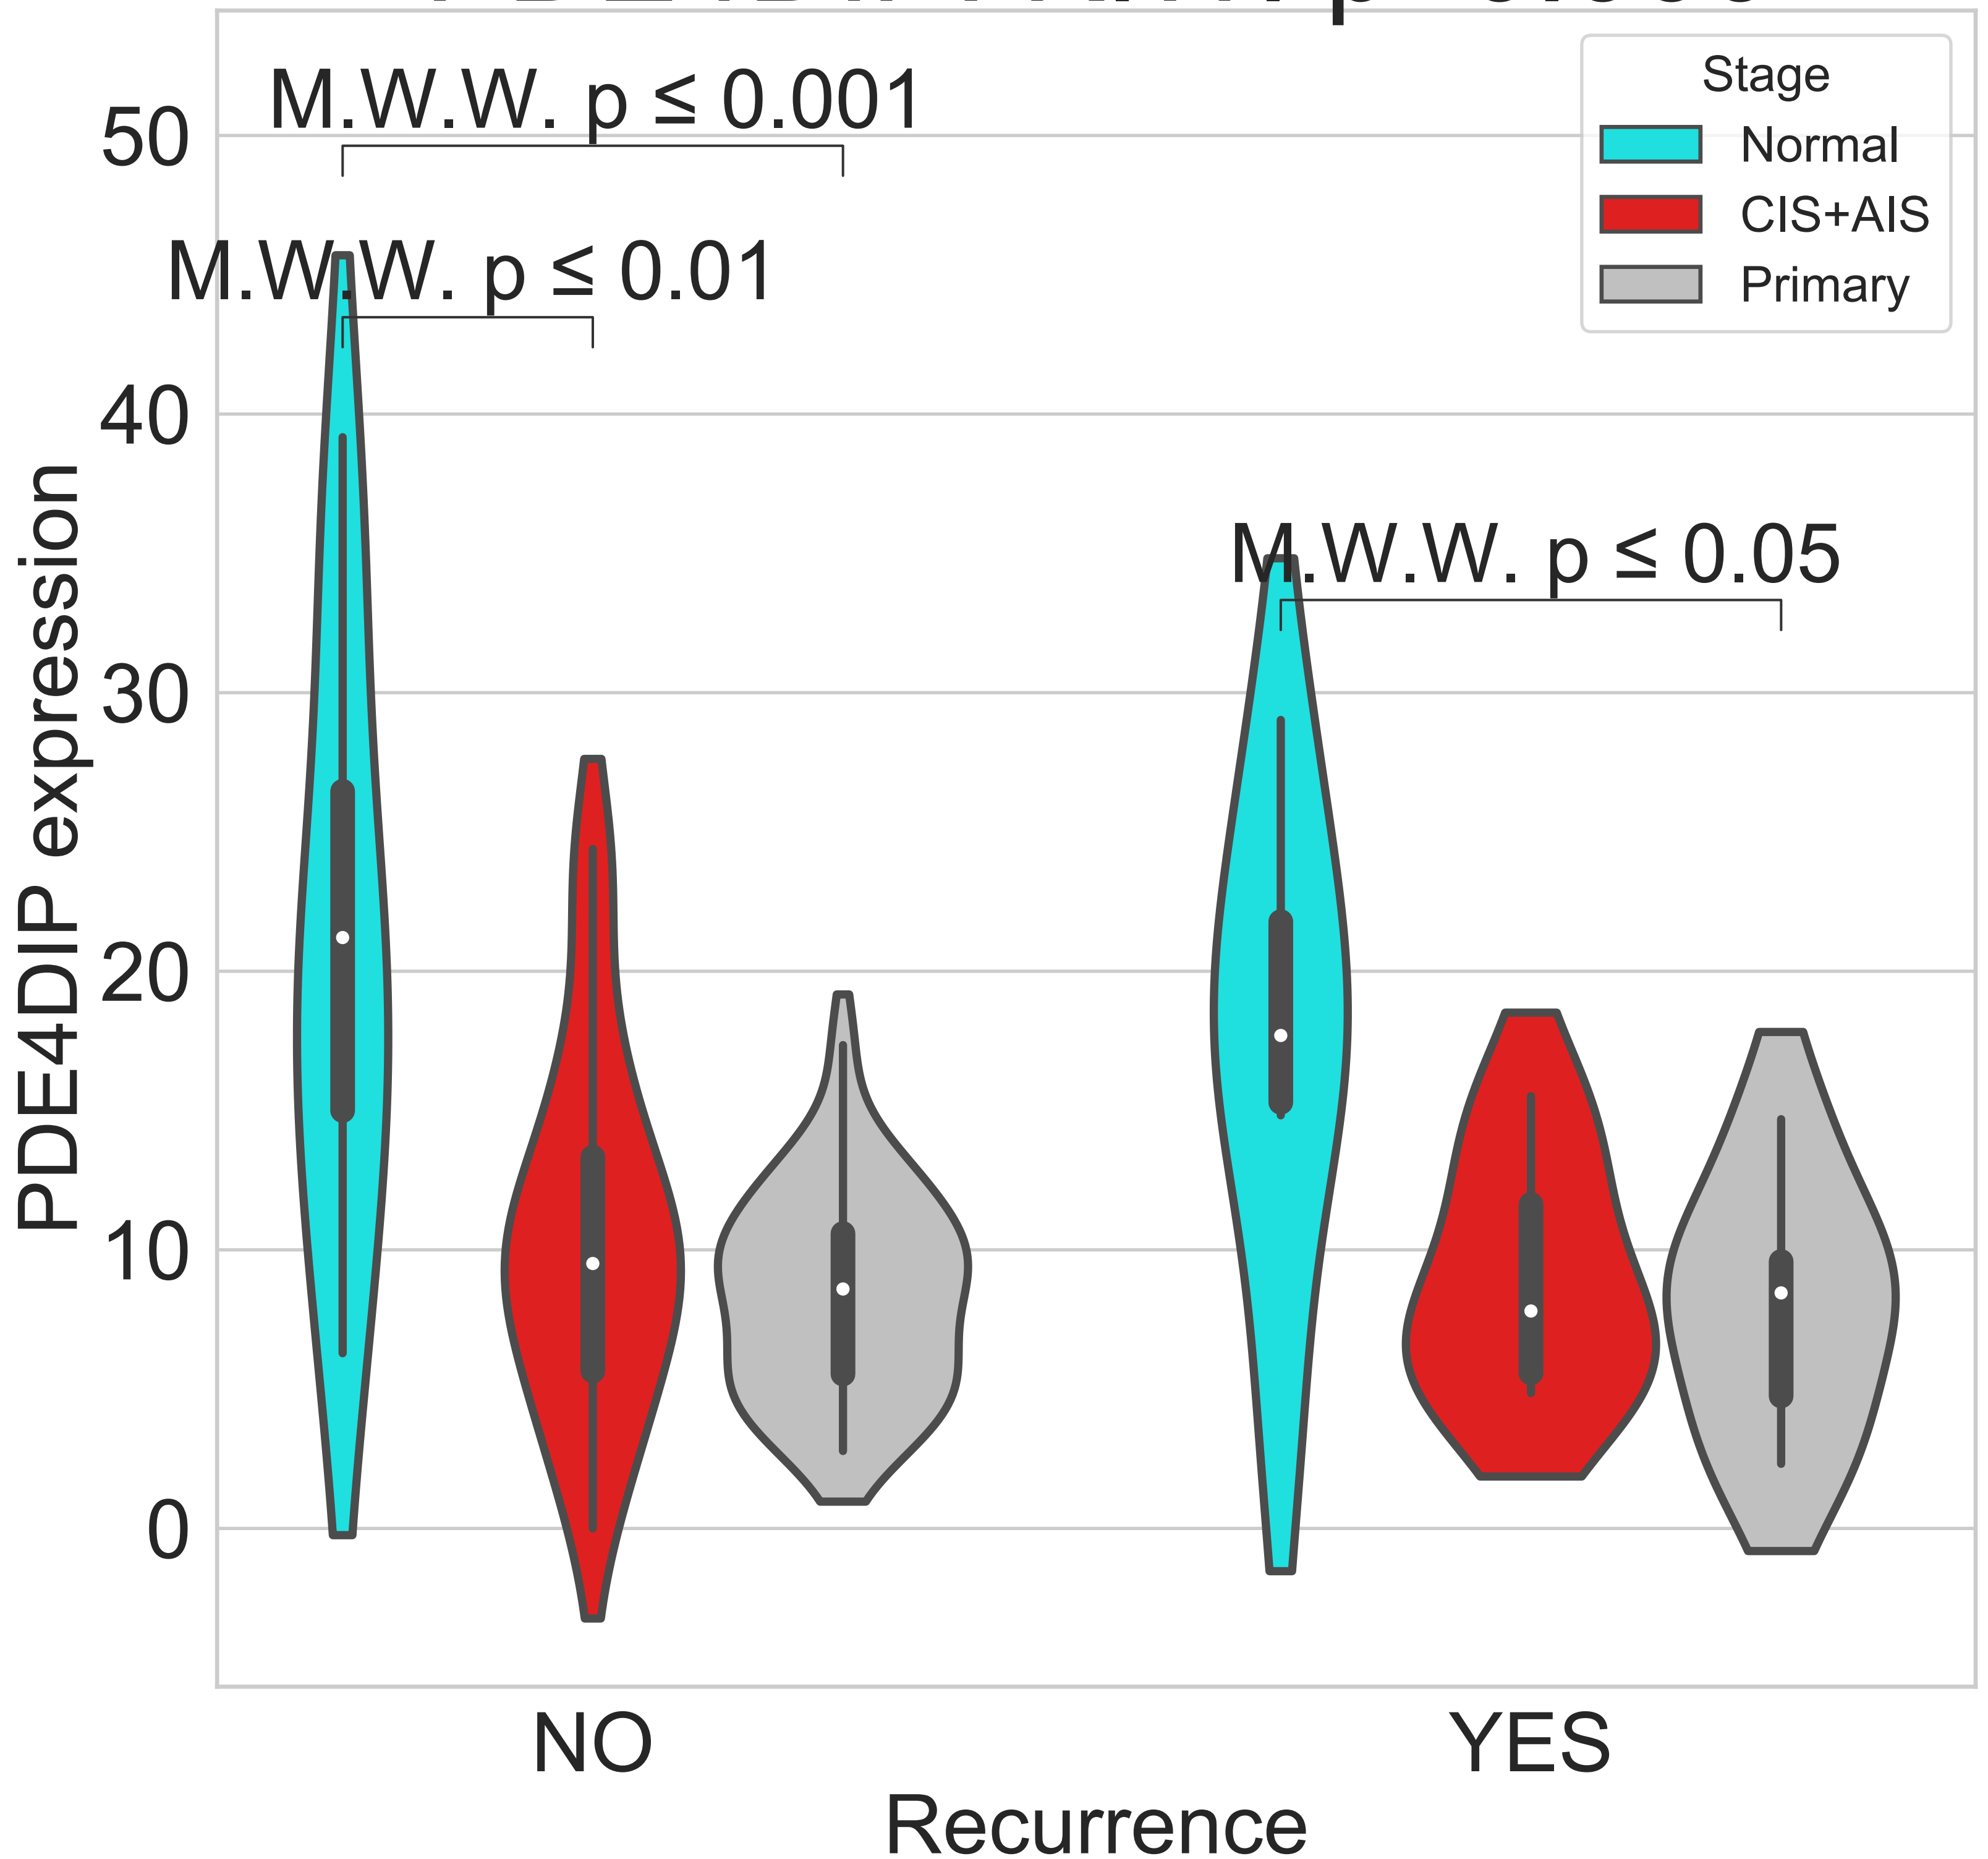 M.W.W. p ≤ 0.001
M.W.W. p ≤ 0.01
M.W.W. p ≤ 0.05
Stage
Normal
CIS+AIS
Primary
PDE4DIP expression
50
40
30
20
10
0
NO
YES
Recurrence